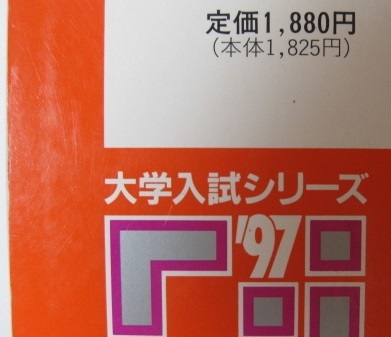 定価1,880円
(本体1,825円)
大学入試シリーズ
'97